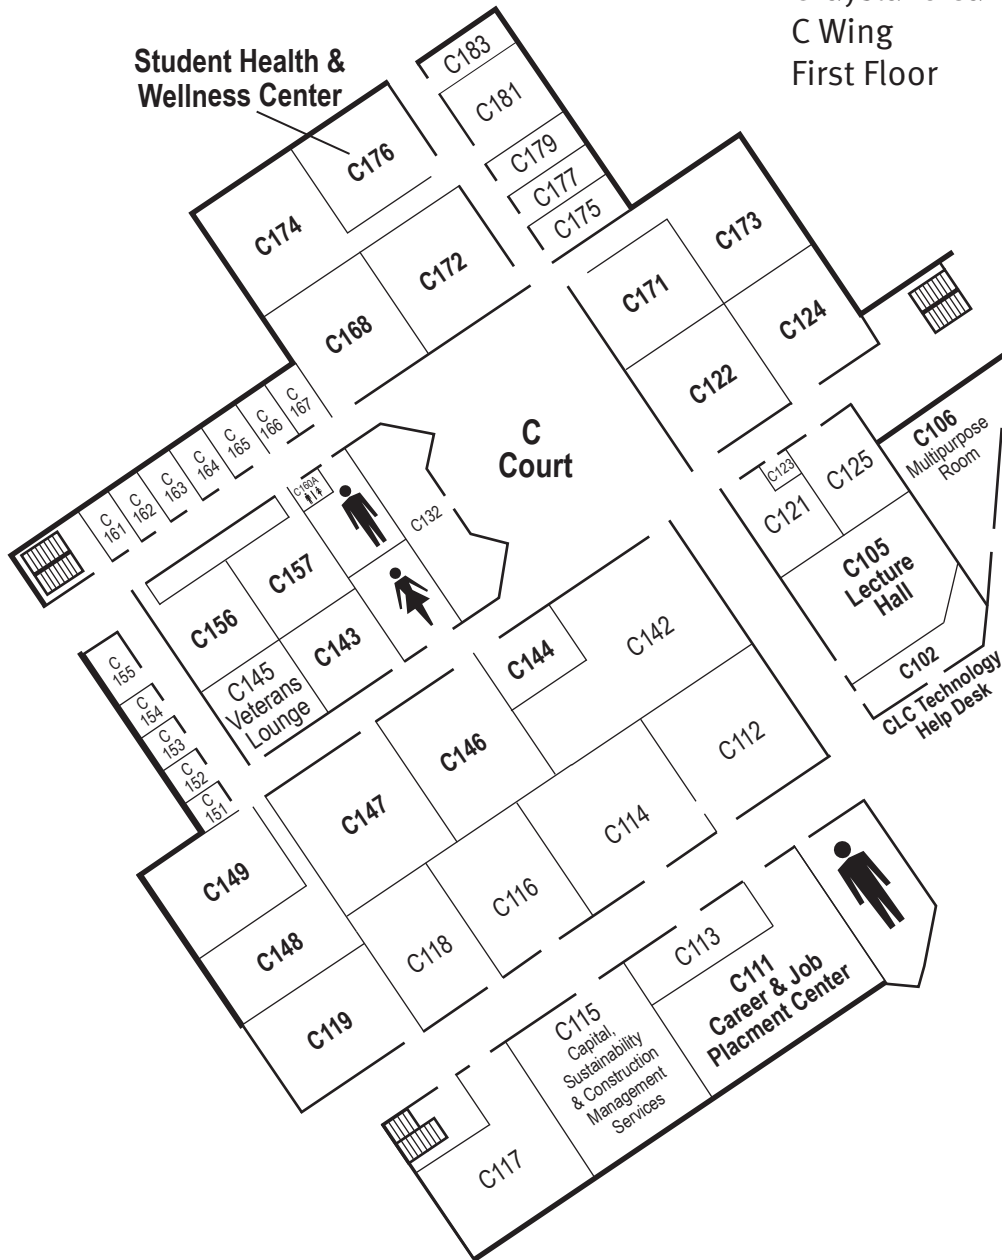 C Wing
First Floor
Student Health &
Wellness Center
C183
C181
C179
C177
C175
C176
C174
C172
C168
C173
C171
C124
C122
C
167
C
166
C
165
C
164
C
163
C
162
C
161
C
Court
C106
Multipurpose
Room
C123
C125
C121
C105
Lecture
Hall
C102
CLC Technology
Help Desk
C160A
C132
C157
C156
C143
C145
Veterans
Lounge
C144
C142
C
155
C
154
C
153
C
152
C
151
C146
C147
C112
C114
C116
C118
C149
C148
C119
C113
C111
Career & Job
Placment Center
C115
Capital,
Sustainability
& Construction
Management
Services
C117